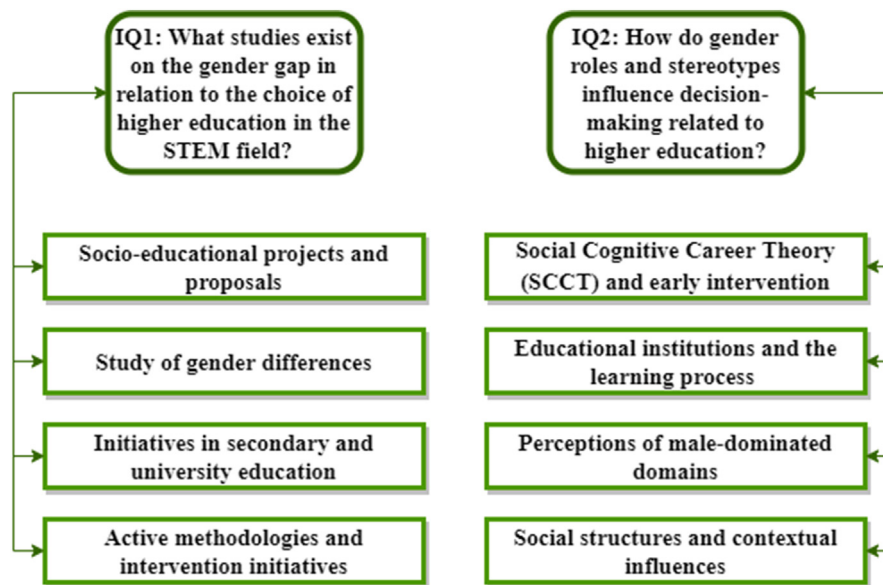 IQ1: What studies exist
on the gender gap in
relation to the choice of
higher education in the
STEM field?
Socio-educational projects and
proposals
Study of gender differences
Initiatives in secondary and
university education
Active methodologies and
intervention initiatives
IQ2: How do gender
roles and stereotypes
influence decision-
making related to
higher education?
Social Cognitive Career Theory
(SCCT) and early intervention
Educational institutions and the
learning process
Perceptions of male-dominated
domains
Social structures and contextual
influences